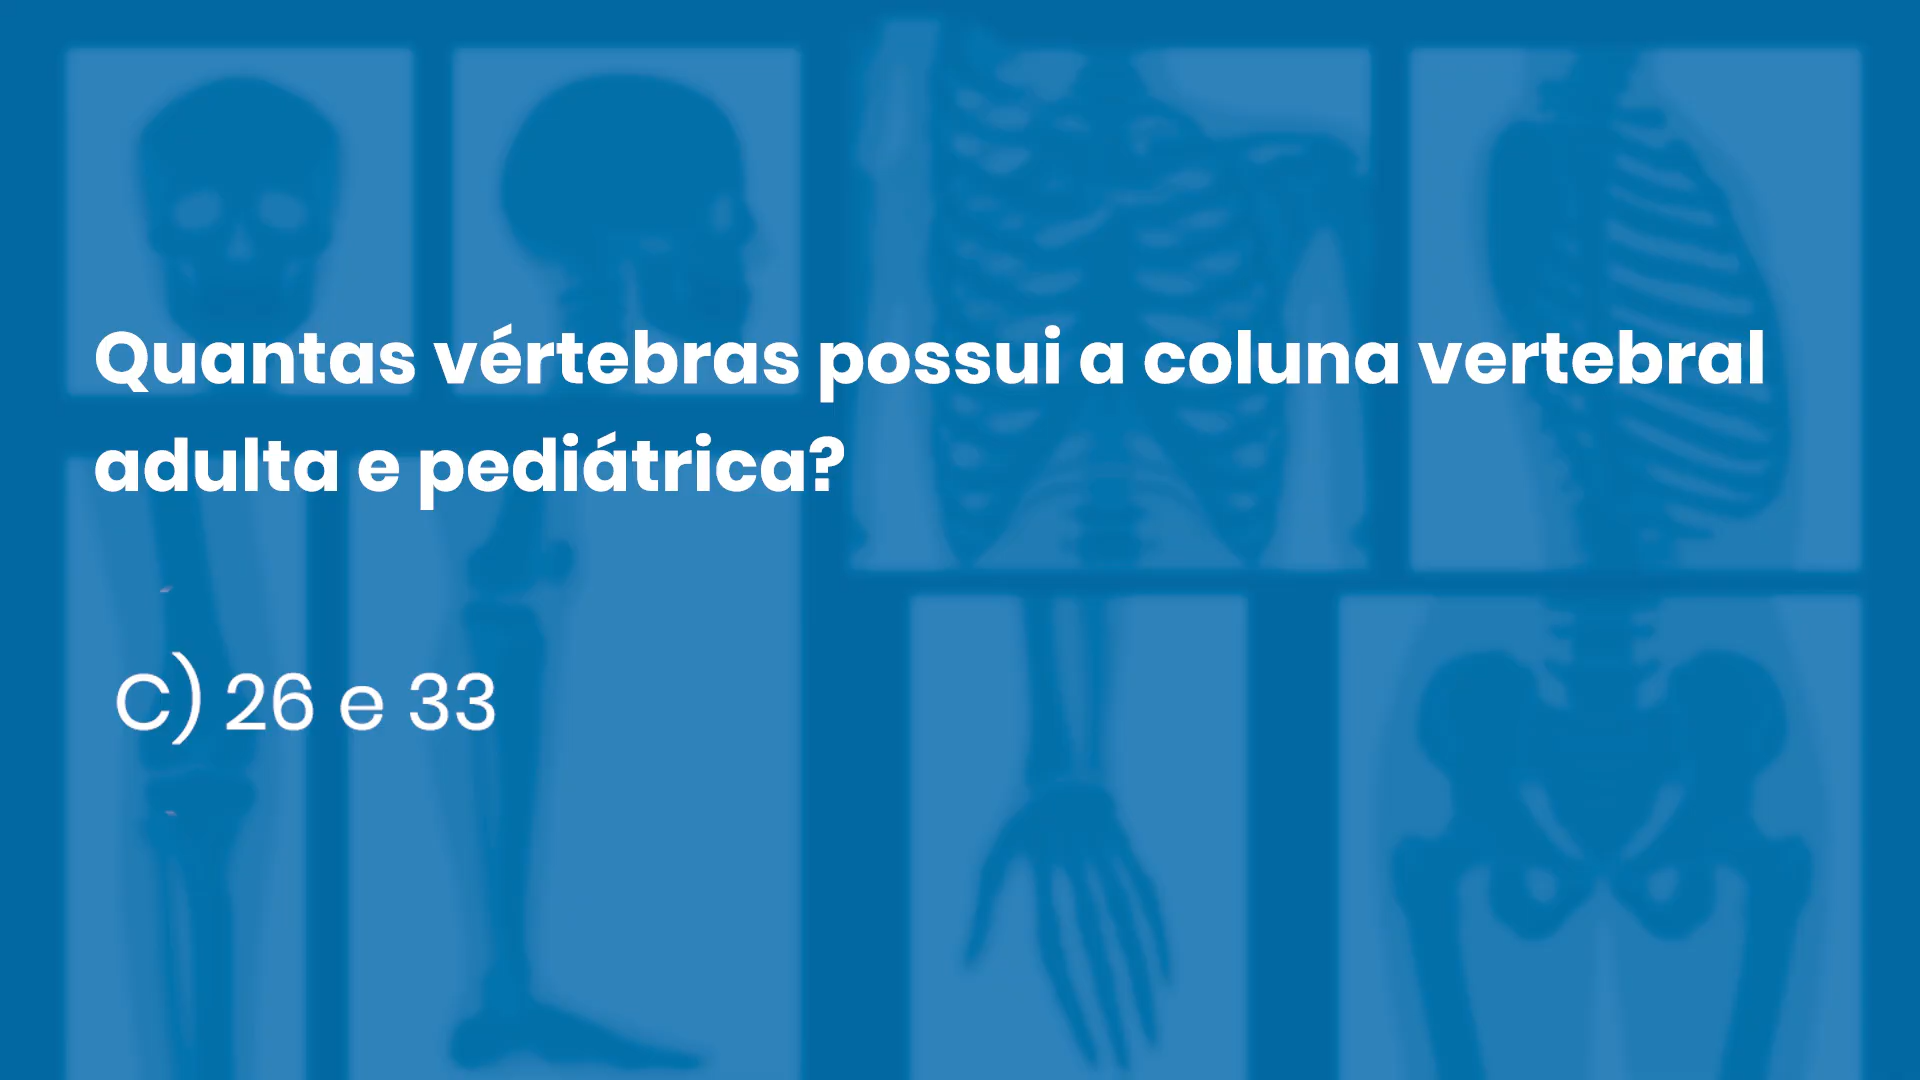 Quantas vértebras possui a coluna vertebral
adulta e pediátrica?
C) 26 e 33